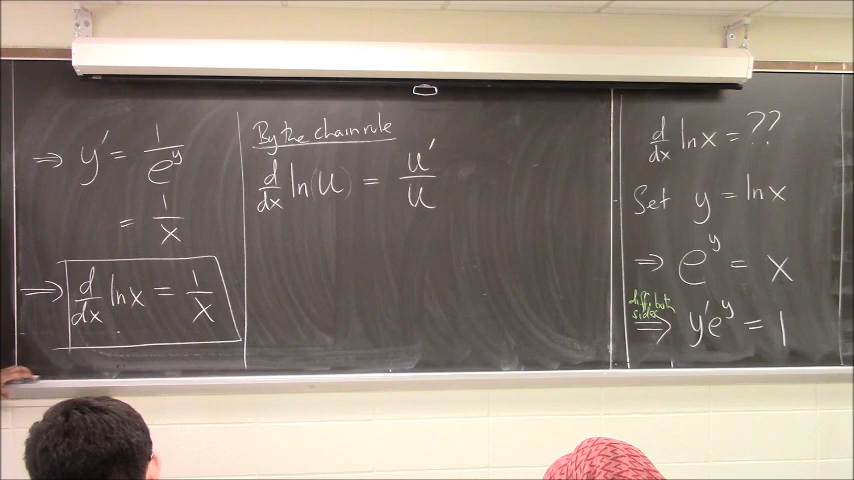 ⇒ y' = 1/e^y
= 1/x
⇒ d/dx ln x = 1/x
By the chain rule
d/dx ln(u) = u'/u
d/dx ln x = ??
Set y = ln x
⇒ e^y = x
diff. both
sides
⇒ y'e^y = 1